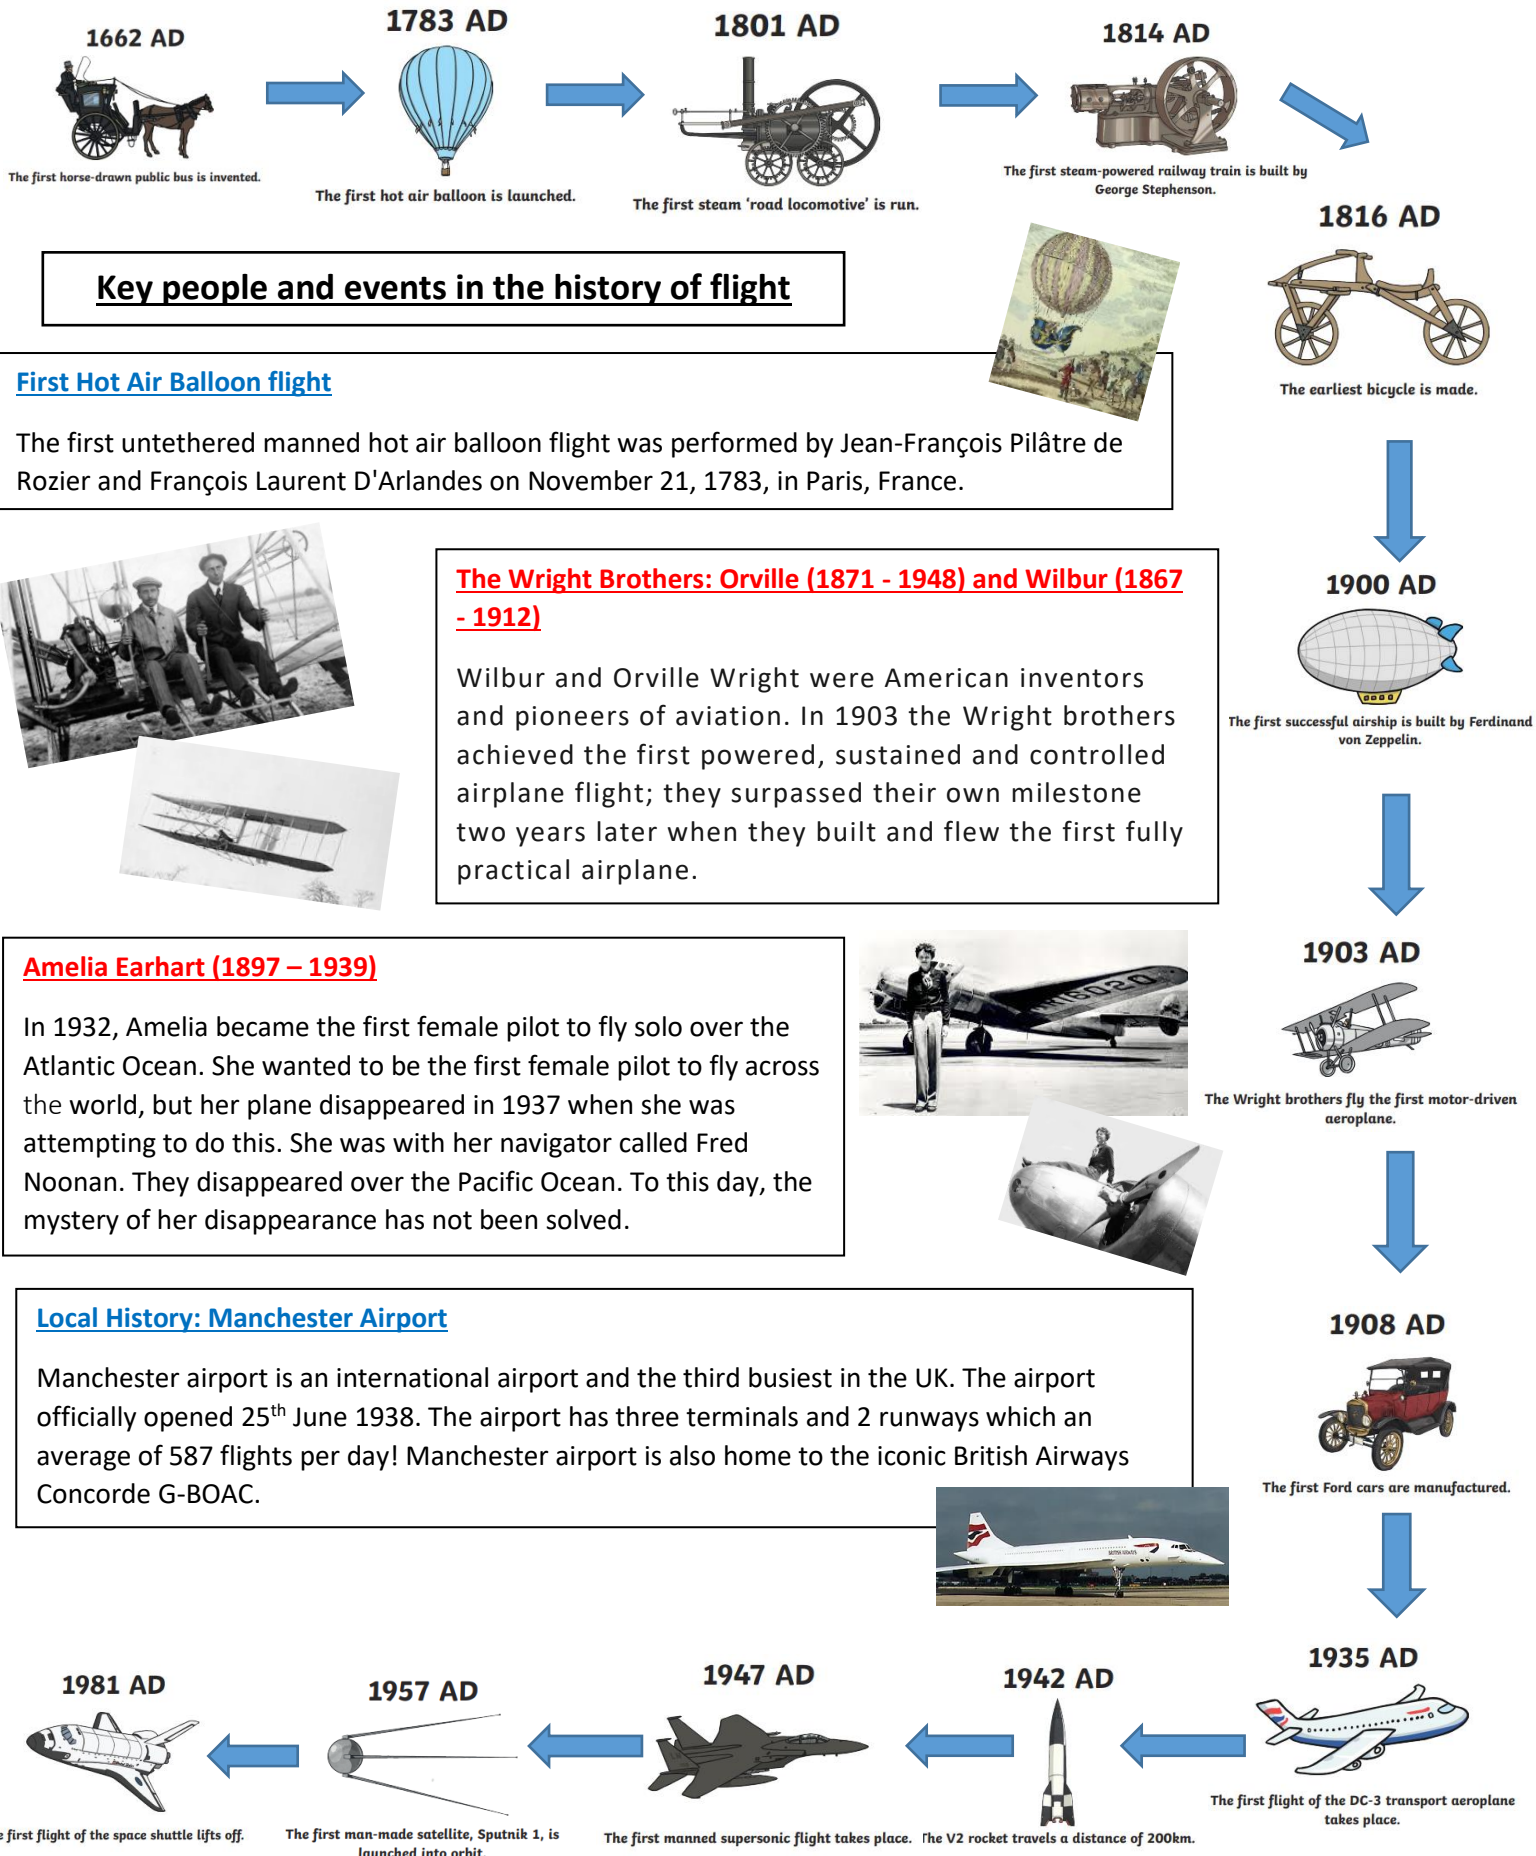 1662 AD
The first horse-drawn public bus is invented.
1783 AD
The first hot air balloon is launched.
1801 AD
The first steam ‘road locomotive’ is run.
1814 AD
The first steam-powered railway train is built by
George Stephenson.
1816 AD
The earliest bicycle is made.
Key people and events in the history of flight
First Hot Air Balloon flight
The first untethered manned hot air balloon flight was performed by Jean-François Pilâtre de
Rozier and François Laurent D'Arlandes on November 21, 1783, in Paris, France.
The Wright Brothers: Orville (1871 - 1948) and Wilbur (1867
- 1912)
Wilbur and Orville Wright were American inventors
and pioneers of aviation. In 1903 the Wright brothers
achieved the first powered, sustained and controlled
airplane flight; they surpassed their own milestone
two years later when they built and flew the first fully
practical airplane.
1900 AD
The first successful airship is built by Ferdinand
von Zeppelin.
Amelia Earhart (1897 – 1939)
In 1932, Amelia became the first female pilot to fly solo over the
Atlantic Ocean. She wanted to be the first female pilot to fly across
the world, but her plane disappeared in 1937 when she was
attempting to do this. She was with her navigator called Fred
Noonan. They disappeared over the Pacific Ocean. To this day, the
mystery of her disappearance has not been solved.
NR16020
1903 AD
The Wright brothers fly the first motor-driven
aeroplane.
Local History: Manchester Airport
Manchester airport is an international airport and the third busiest in the UK. The airport
officially opened 25th June 1938. The airport has three terminals and 2 runways which an
average of 587 flights per day! Manchester airport is also home to the iconic British Airways
Concorde G-BOAC.
BRITISH AIRWAYS
1908 AD
The first Ford cars are manufactured.
1935 AD
The first flight of the DC-3 transport aeroplane
takes place.
1942 AD
The V2 rocket travels a distance of 200km.
1947 AD
The first manned supersonic flight takes place.
1957 AD
The first man-made satellite, Sputnik 1, is
launched into orbit.
1981 AD
first flight of the space shuttle lifts off.